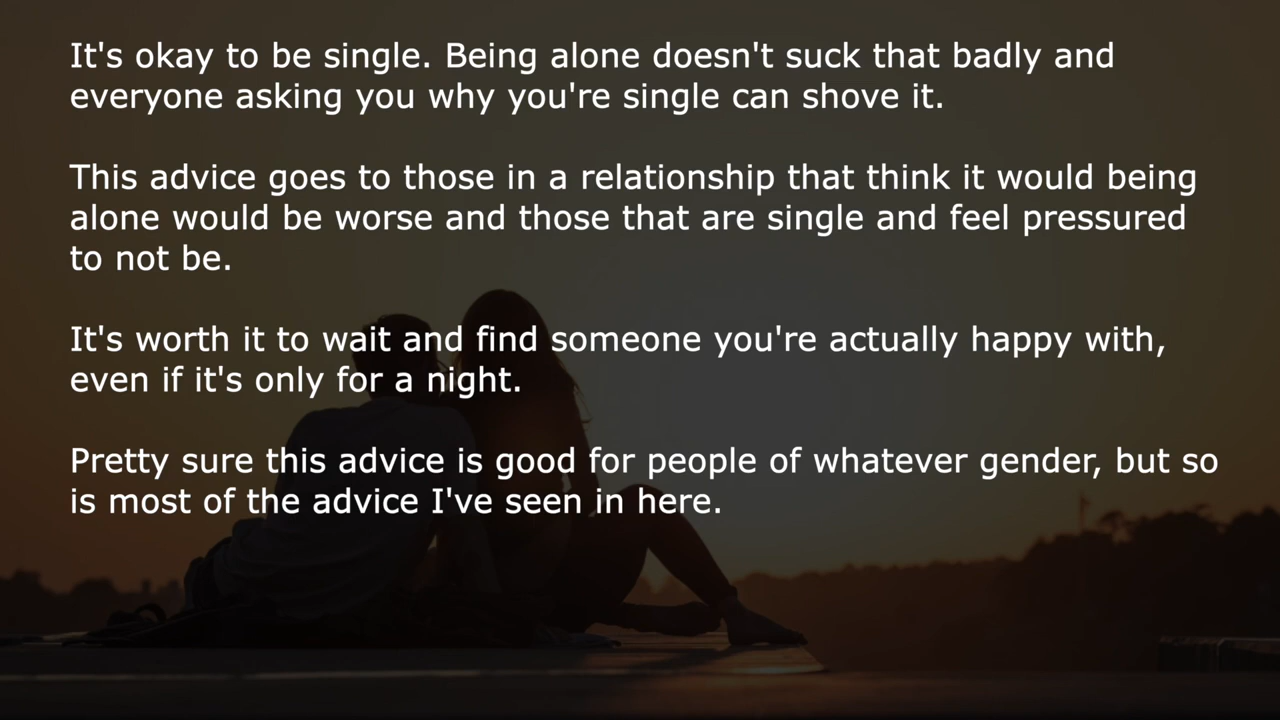 It's okay to be single. Being alone doesn't suck that badly and
everyone asking you why you're single can shove it.
This advice goes to those in a relationship that think it would being
alone would be worse and those that are single and feel pressured
to not be.
It's worth it to wait and find someone you're actually happy with,
even if it's only for a night.
Pretty sure this advice is good for people of whatever gender, but so
is most of the advice I've seen in here.